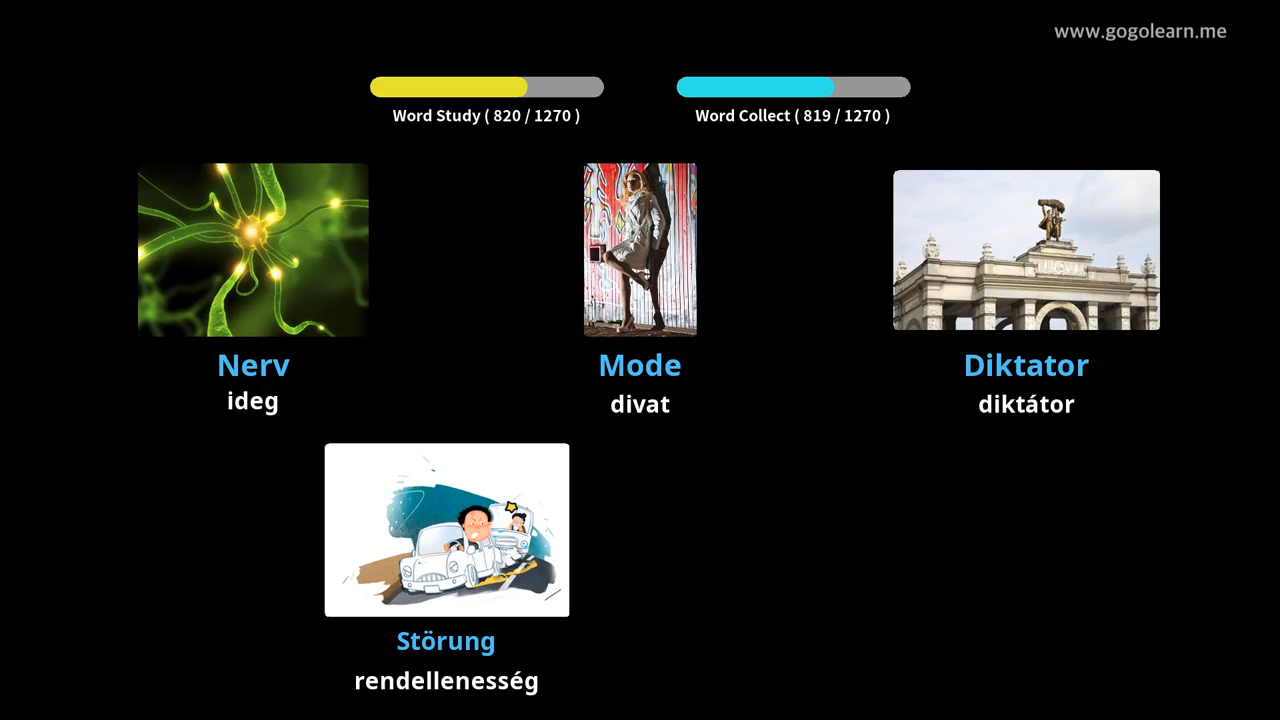 www.gogolearn.me
Word Study ( 820 / 1270 )
Word Collect ( 819 / 1270 )
Nerv
ideg
Mode
divat
Diktator
diktátor
Störung
rendellenesség